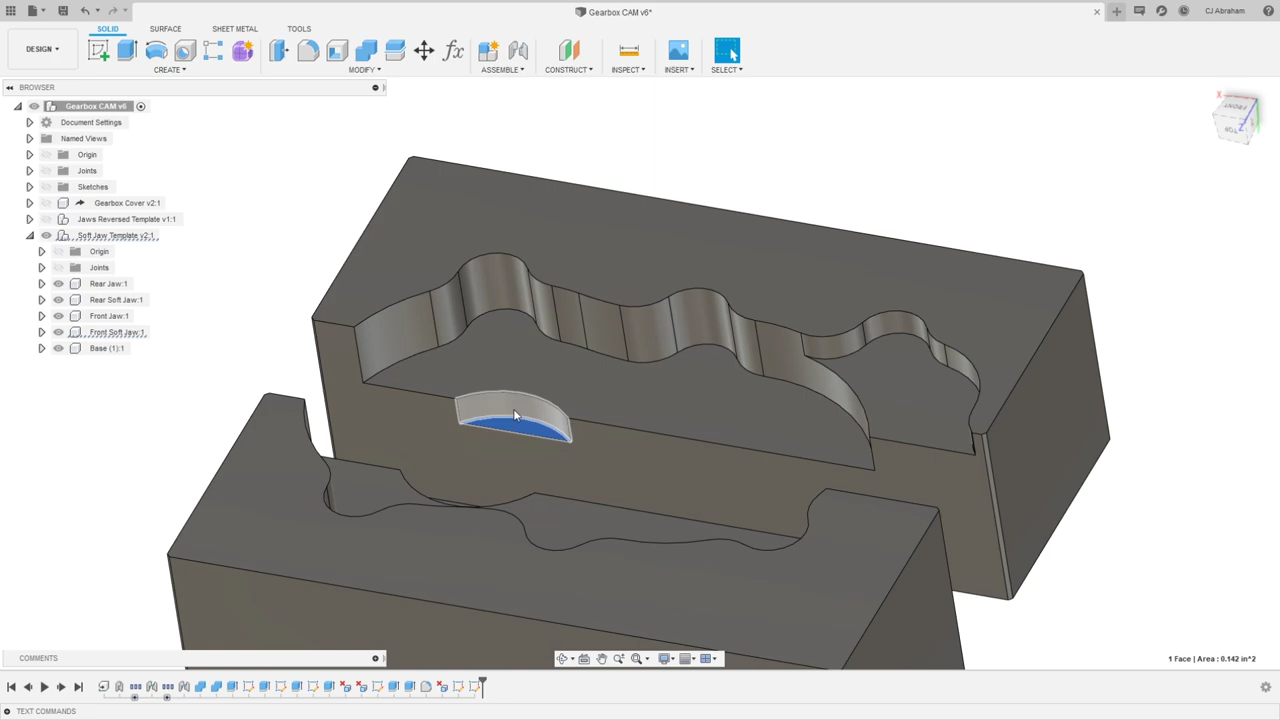 Gearbox CAM v6*
CJ Abraham
DESIGN
SOLID SURFACE SHEET METAL TOOLS
CREATE MODIFY ASSEMBLE CONSTRUCT INSPECT INSERT SELECT
BROWSER
Gearbox CAM v6
Document Settings
Named Views
Origin
Joints
Sketches
Gearbox Cover v2:1
Jaws Reversed Template v1:1
Soft Jaw Template v2:1
Origin
Joints
Rear Jaw:1
Rear Soft Jaw:1
Front Jaw:1
Front Soft Jaw:1
Base (1):1
X
FRONT
TOP
Z
COMMENTS
1 Face | Area : 0.142 in^2
TEXT COMMANDS